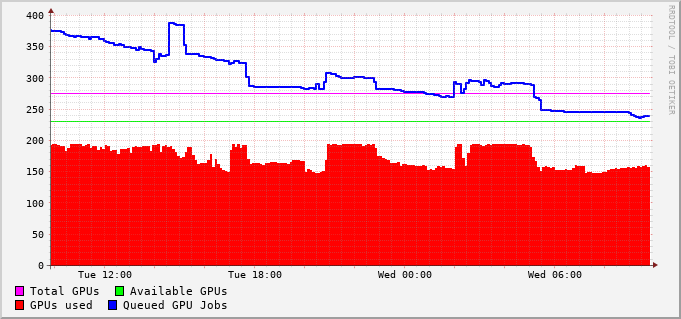 400
350
300
250
200
150
100
50
0
Tue 12:00 Tue 18:00 Wed 00:00 Wed 06:00
Total GPUs Available GPUs
GPUs used Queued GPU Jobs
RRDTOOL / TOBI OETIKER